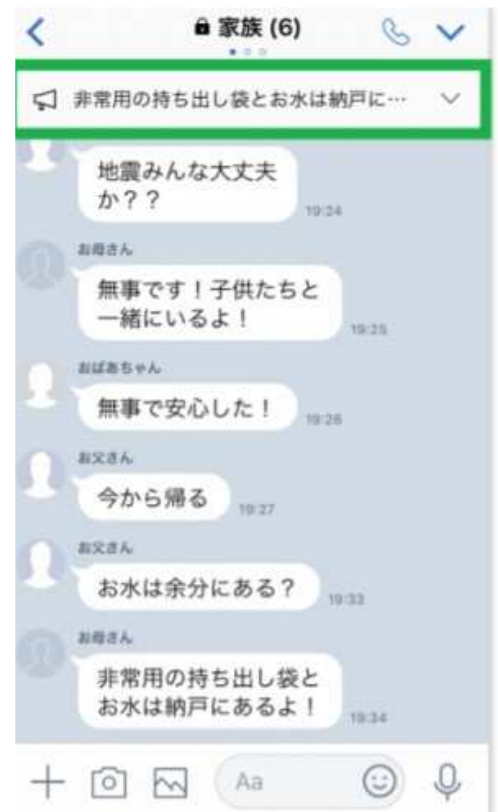 家族 (6)
非常用の持ち出し袋とお水は納戸に…
地震みんな大丈夫
か？？
19:24
お母さん
無事です！子供たちと
一緒にいるよ！
19:25
おばあちゃん
無事で安心した！
19:26
お父さん
今から帰る
19:27
お父さん
お水は余分にある？
19:33
お母さん
非常用の持ち出し袋と
お水は納戸にあるよ！
19:34
Aa